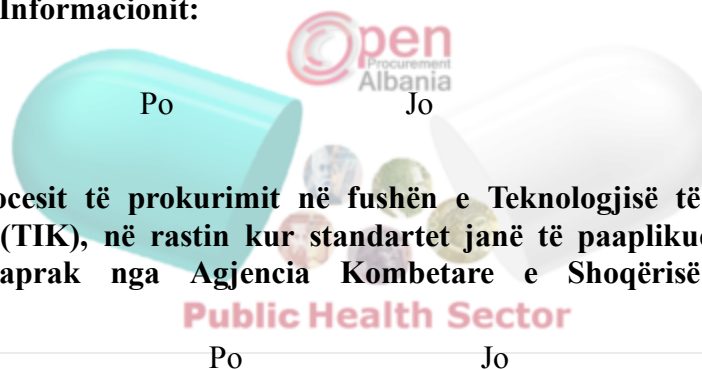 Informacionit:
Open
Procurement
Albania
Po Jo
ocesit të prokurimit në fushën e Teknologjisë të
(TIK), në rastin kur standartet janë të paapliku
aprak nga Agjencia Kombetare e Shoqërisë
Public Health Sector
Po Jo